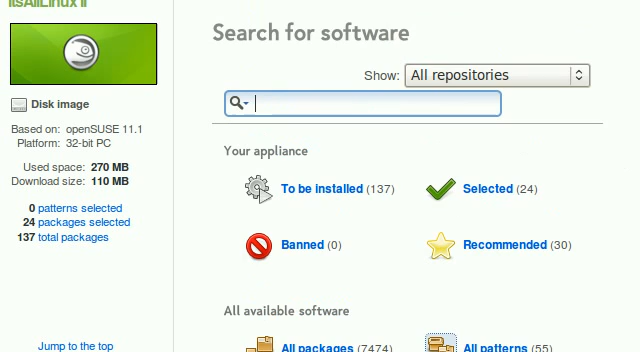 ItsAllLinux II
Disk image
Based on: openSUSE 11.1
Platform: 32-bit PC
Used space: 270 MB
Download size: 110 MB
0 patterns selected
24 packages selected
137 total packages
Jump to the top
Search for software
Show: All repositories
Your appliance
To be installed (137)
Selected (24)
Banned (0)
Recommended (30)
All available software
All packages (7474)
All patterns (55)